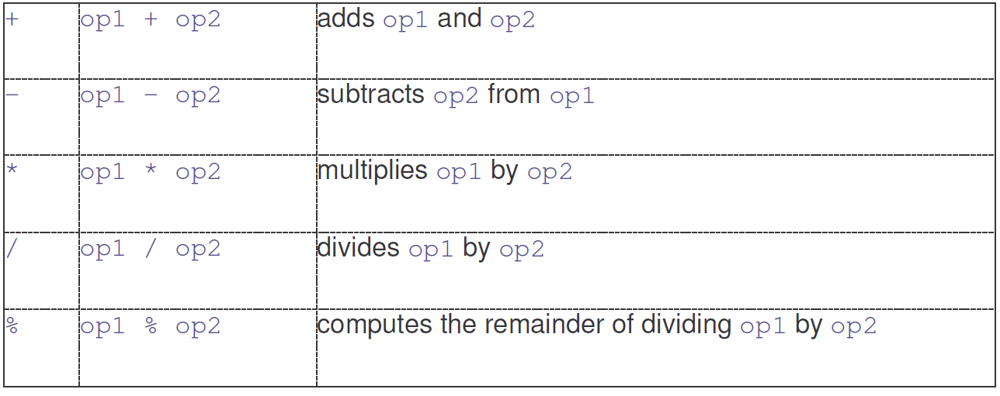 + op1 + op2 adds op1 and op2
- op1 - op2 subtracts op2 from op1
* op1 * op2 multiplies op1 by op2
/ op1 / op2 divides op1 by op2
% op1 % op2 computes the remainder of dividing op1 by op2